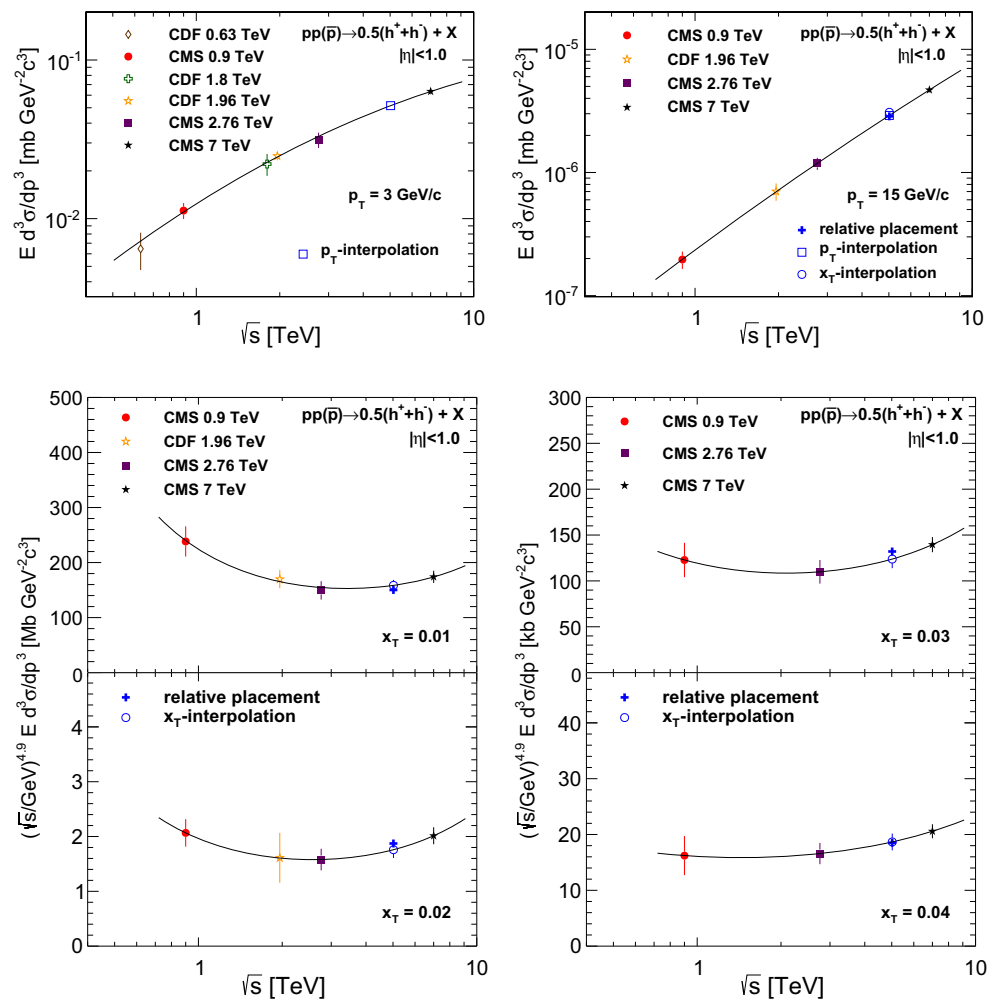 CDF 0.63 TeV
CMS 0.9 TeV
CDF 1.8 TeV
CDF 1.96 TeV
CMS 2.76 TeV
CMS 7 TeV
pp(p̅)→0.5(h⁺+h⁻) + X
|η|<1.0
p_T = 3 GeV/c
p_T-interpolation
10⁻¹
10⁻²
E d³σ/dp³ [mb GeV⁻²c³]
1
10
√s [TeV]
CMS 0.9 TeV
CDF 1.96 TeV
CMS 2.76 TeV
CMS 7 TeV
pp(p̅)→0.5(h⁺+h⁻) + X
|η|<1.0
p_T = 15 GeV/c
relative placement
p_T-interpolation
x_T-interpolation
10⁻⁵
10⁻⁶
10⁻⁷
E d³σ/dp³ [mb GeV⁻²c³]
1
10
√s [TeV]
CMS 0.9 TeV
CDF 1.96 TeV
CMS 2.76 TeV
CMS 7 TeV
pp(p̅)→0.5(h⁺+h⁻) + X
|η|<1.0
500
400
300
200
100
0
x_T = 0.01
relative placement
x_T-interpolation
4
2
0
x_T = 0.02
(√s/GeV)^4.9 E d³σ/dp³ [Mb GeV⁻²c³]
1
10
√s [TeV]
CMS 0.9 TeV
CMS 2.76 TeV
CMS 7 TeV
pp(p̅)→0.5(h⁺+h⁻) + X
|η|<1.0
300
250
200
150
100
50
0
x_T = 0.03
relative placement
x_T-interpolation
40
30
20
10
0
x_T = 0.04
(√s/GeV)^4.9 E d³σ/dp³ [kb GeV⁻²c³]
1
10
√s [TeV]